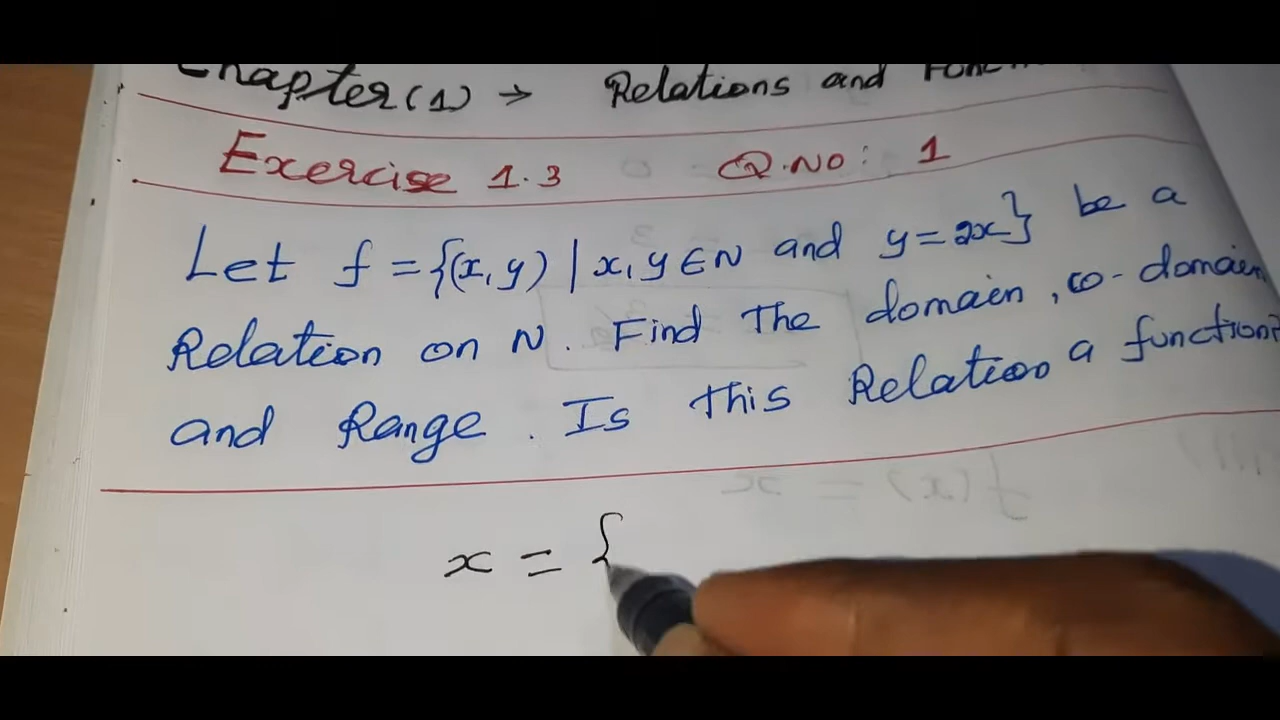 Chapter (1) → Relations and
Exercise 1.3 Q.NO: 1
Let f = {(x, y) | x, y ∈ N and y = 2x} be a
Relation on N. Find The domain, co-domain
and Range. Is this Relation a function?
f(x) = x
x = {